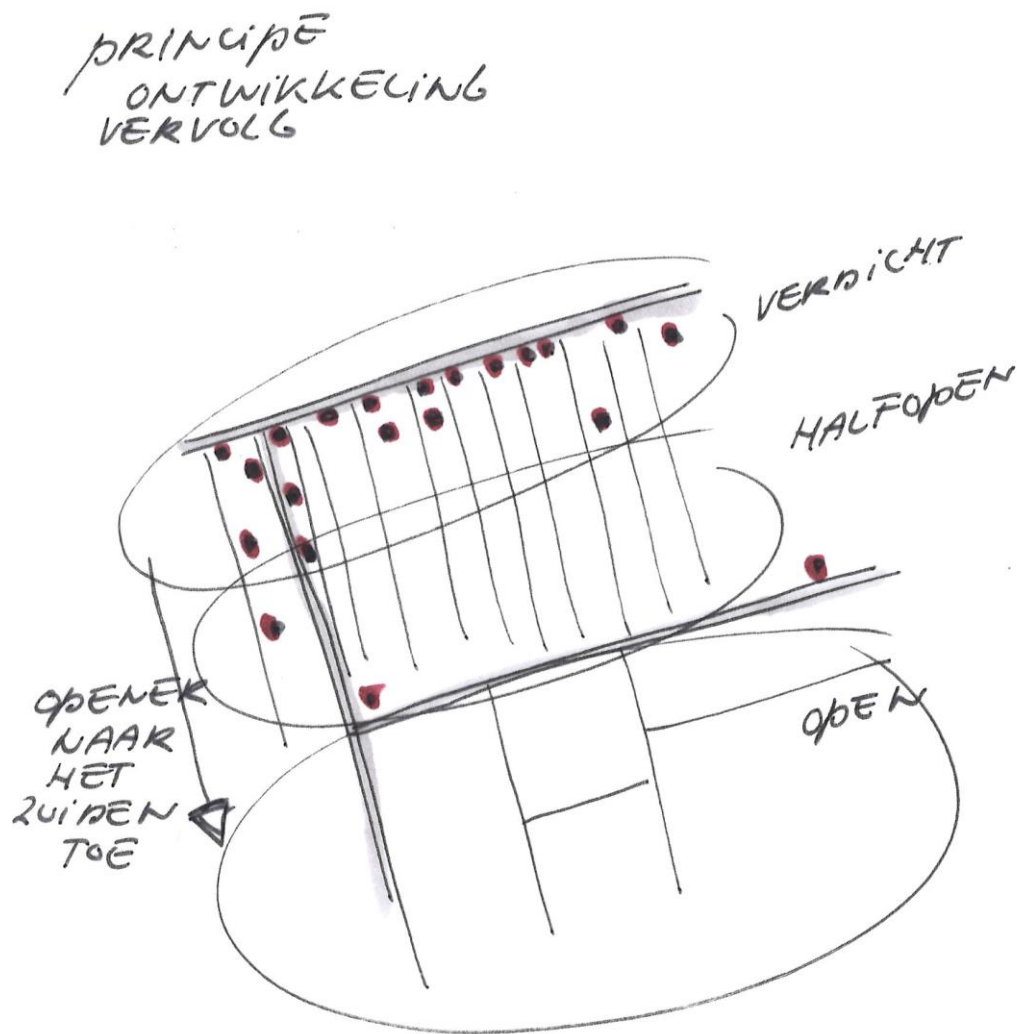 PRINCIPE
ONTWIKKELING
VERVOLG
VERDICHT
HALFOPEN
OPENER
NAAR
HET
ZUIDEN
TOE
OPEN